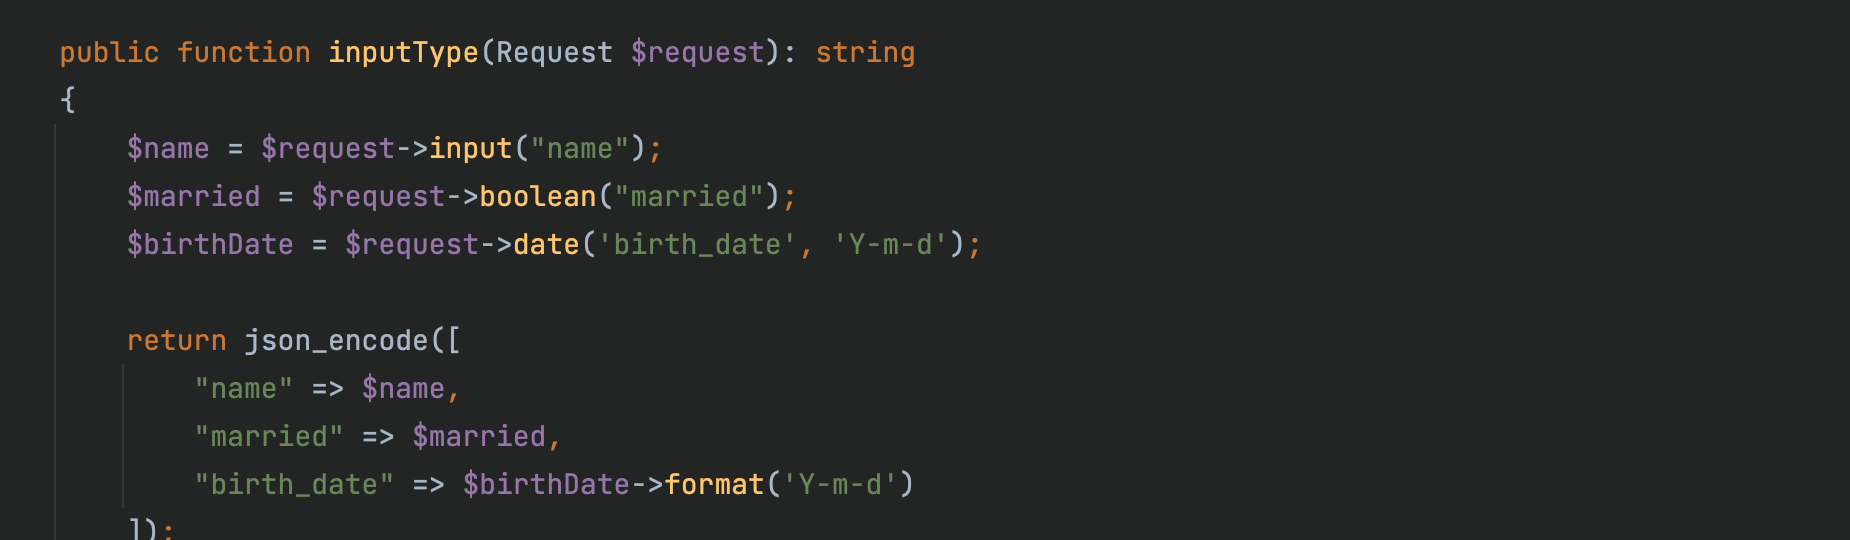 public function inputType(Request $request): string
{
    $name = $request->input("name");
    $married = $request->boolean("married");
    $birthDate = $request->date('birth_date', 'Y-m-d');

    return json_encode([
        "name" => $name,
        "married" => $married,
        "birth_date" => $birthDate->format('Y-m-d')
    ]);